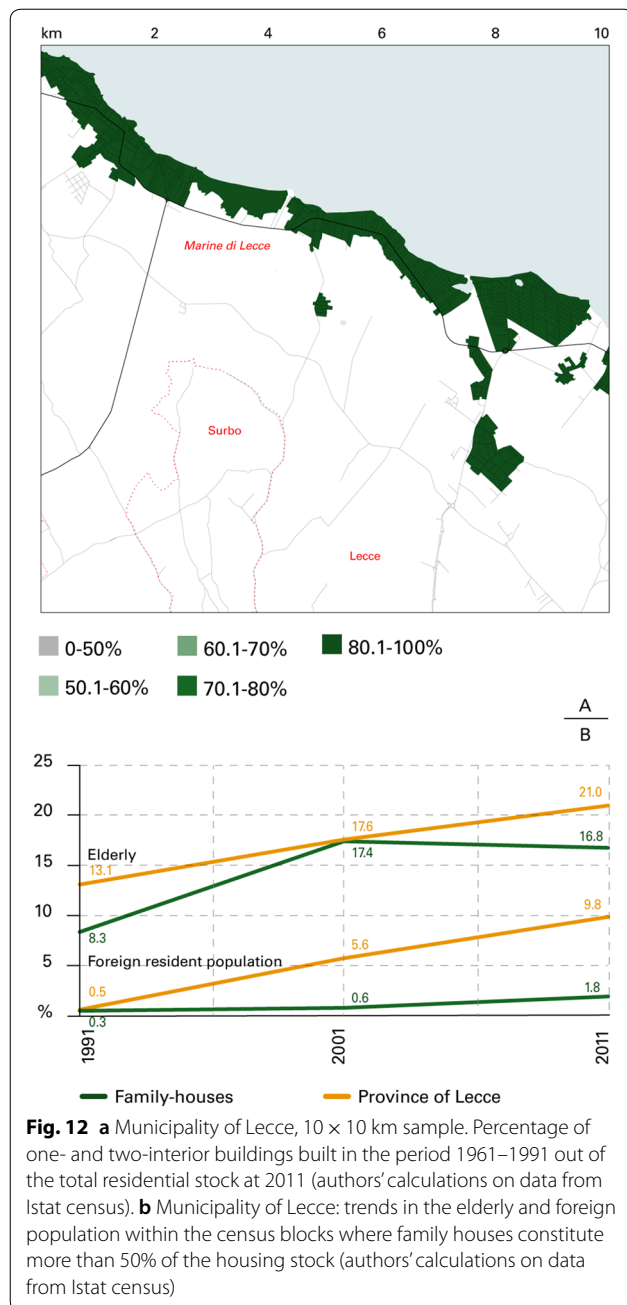 km 2 4 6 8 10
Marine di Lecce
Surbo
Lecce
0-50% 60.1-70% 80.1-100%
50.1-60% 70.1-80%
A
B
25
20
15
10
5
%
Elderly
13.1
17.6
21.0
8.3
17.4
16.8
Foreign resident population
0.5
5.6
9.8
0.3
0.6
1.8
1991
2001
2011
Family-houses Province of Lecce
Fig. 12 a Municipality of Lecce, 10 × 10 km sample. Percentage of
one- and two-interior buildings built in the period 1961–1991 out of
the total residential stock at 2011 (authors’ calculations on data from
Istat census). b Municipality of Lecce: trends in the elderly and foreign
population within the census blocks where family houses constitute
more than 50% of the housing stock (authors’ calculations on data
from Istat census)